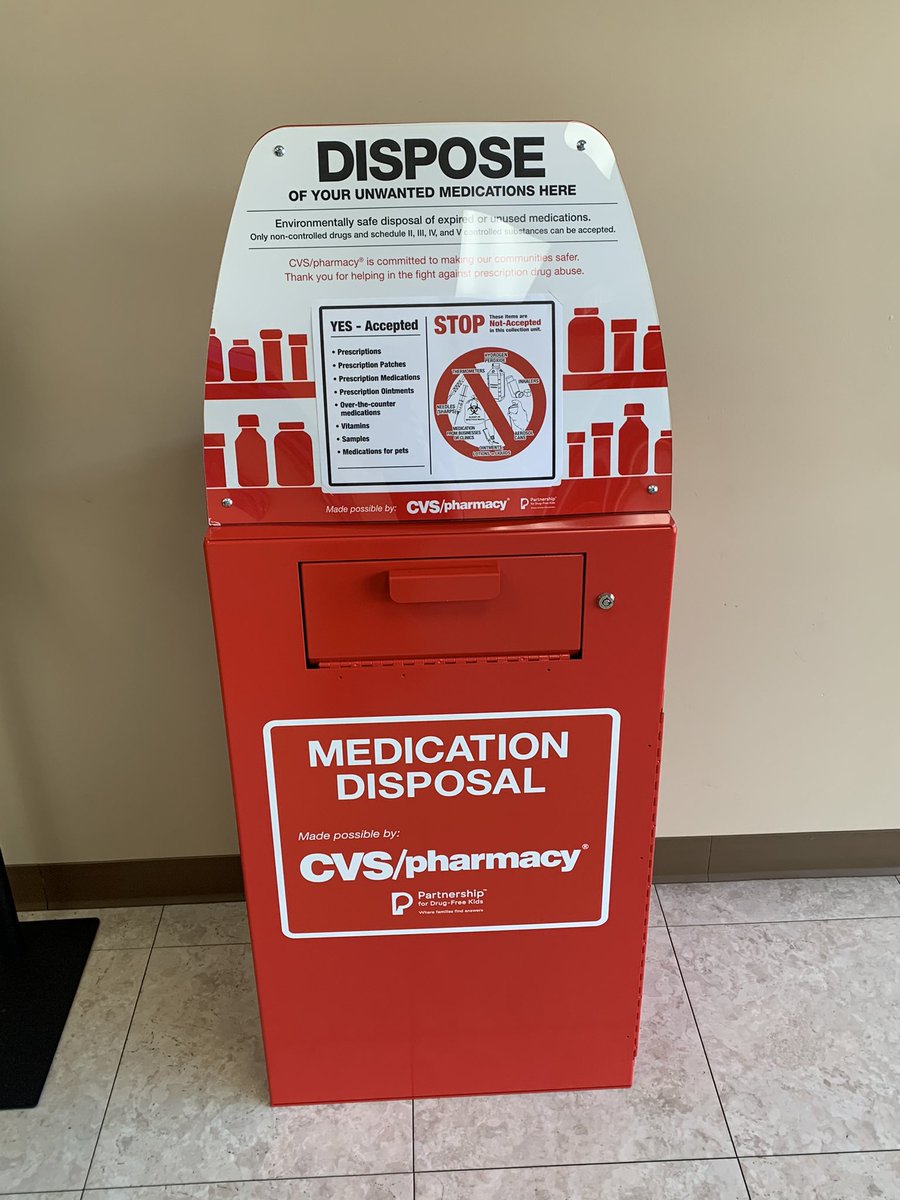 DISPOSE
OF YOUR UNWANTED MEDICATIONS HERE
Environmentally safe disposal of expired or unused medications.
Only non-controlled drugs and schedule II, III, IV, and V controlled substances can be accepted.
CVS/pharmacy® is committed to making our communities safer.
Thank you for helping in the fight against prescription drug abuse.
YES - Accepted
• Prescriptions
• Prescription Patches
• Prescription Medications
• Prescription Ointments
• Over-the-counter
medications
• Vitamins
• Samples
• Medications for pets
STOP These items are
Not-Accepted
in this collection unit.
HYDROGEN
PEROXIDE
THERMOMETERS
INHALERS
NEEDLES
(SHARPS)
MEDICATION
FROM BUSINESSES
OR CLINICS
AEROSOL
CANS
OINTMENTS
LOTIONS or LIQUIDS
Made possible by: CVS/pharmacy® Partnership
for Drug-Free Kids
MEDICATION
DISPOSAL
Made possible by:
CVS/pharmacy®
Partnership™
for Drug-Free Kids
Where families find answers